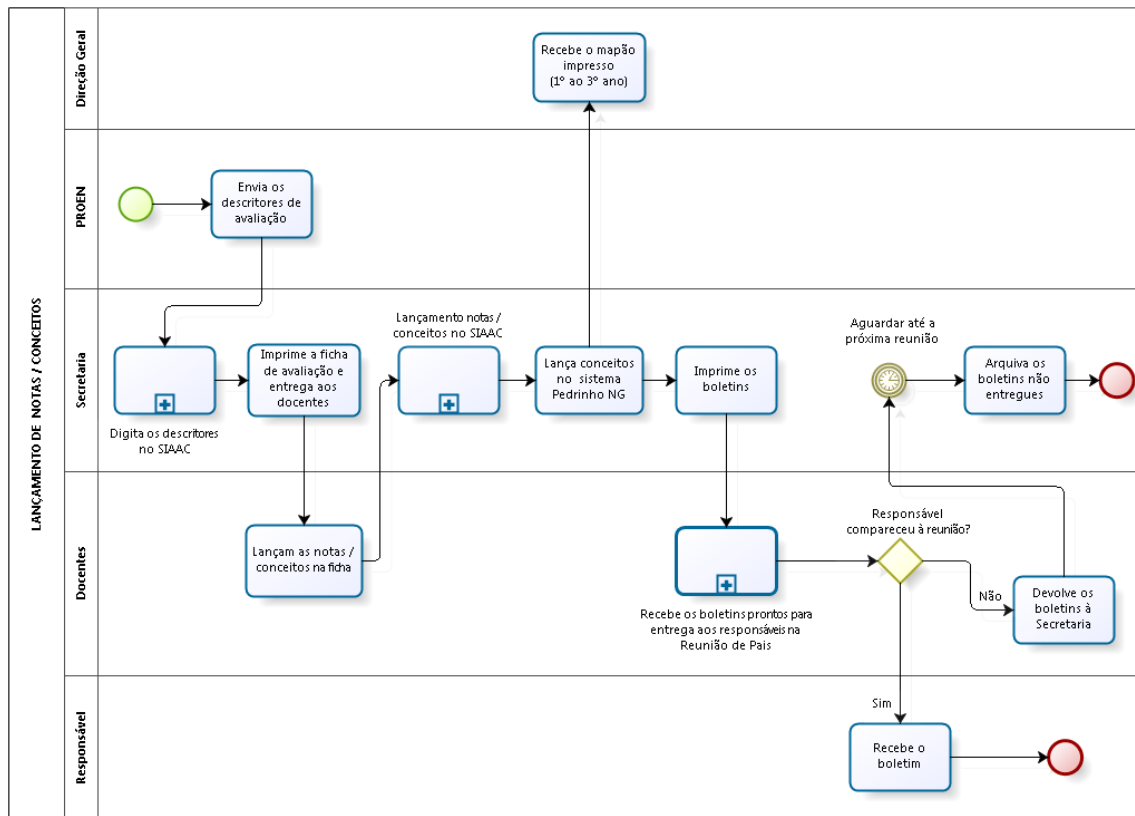 LANÇAMENTO DE NOTAS / CONCEITOS
Direção Geral
Recebe o mapão
impresso
(1º ao 3º ano)
PROEN
Envia os
descritores de
avaliação
Secretaria
Digita os descritores
no SIAAC
Imprime a ficha
de avaliação e
entrega aos
docentes
Lançamento notas /
conceitos no SIAAC
Lança conceitos
no sistema
Pedrinho NG
Imprime os
boletins
Aguardar até a
próxima reunião
Arquiva os
boletins não
entregues
Docentes
Lançam as notas /
conceitos na ficha
Recebe os boletins prontos para
entrega aos responsáveis na
Reunião de Pais
Responsável
compareceu à reunião?
Não
Devolve os
boletins à
Secretaria
Sim
Responsável
Recebe o
boletim